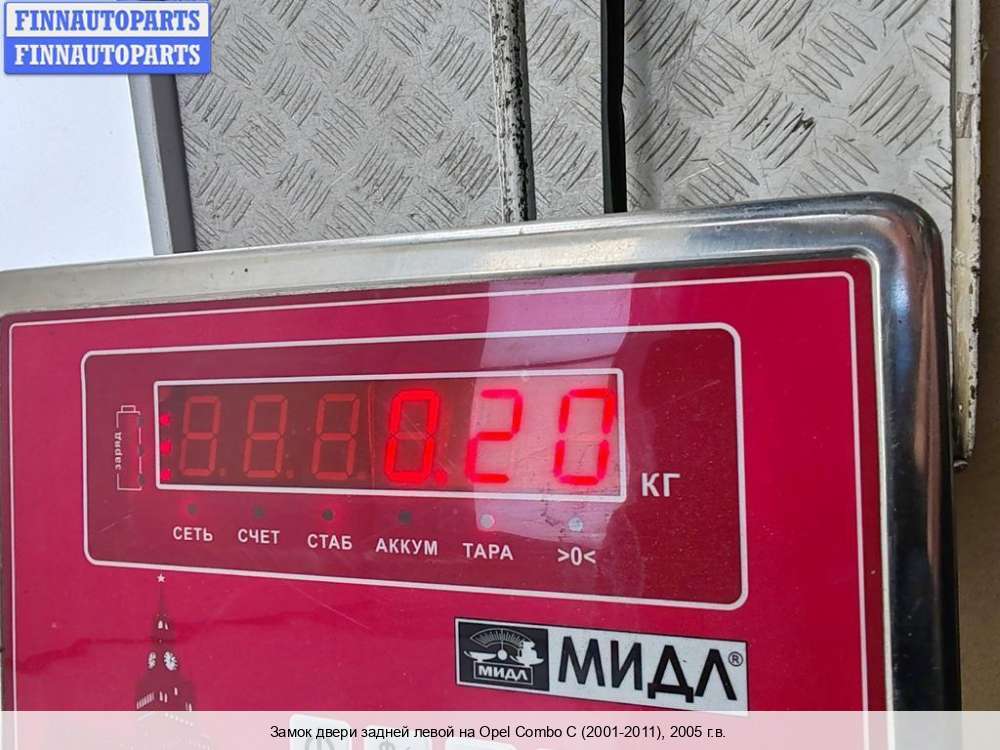 FINNAUTOPARTS
FINNAUTOPARTS
заряд
0.20
КГ
СЕТЬ СЧЕТ СТАБ АККУМ ТАРА >0<
МИДЛ МИДЛ®
Замок двери задней левой на Opel Combo C (2001-2011), 2005 г.в.